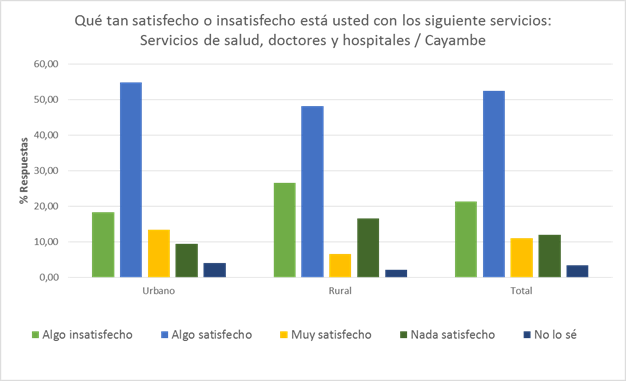 Qué tan satisfecho o insatisfecho está usted con los siguiente servicios:
Servicios de salud, doctores y hospitales / Cayambe
60,00
50,00
40,00
30,00
20,00
10,00
0,00
% Respuestas
Urbano Rural Total
Algo insatisfecho Algo satisfecho Muy satisfecho Nada satisfecho No lo sé